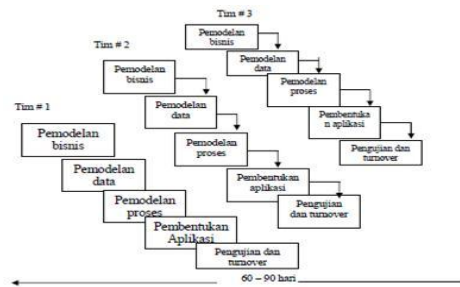 Tim # 3
Pemodelan
bisnis
Pemodelan
data
Pemodelan
proses
Pembentuka
n aplikasi
Pengujian dan
turnover
Tim # 2
Pemodelan
bisnis
Pemodelan
data
Pemodelan
proses
Pembentukan
aplikasi
Pengujian
dan turnover
Tim # 1
Pemodelan
bisnis
Pemodelan
data
Pemodelan
proses
Pembentukan
Aplikasi
Pengujian dan
turnover
60 – 90 hari